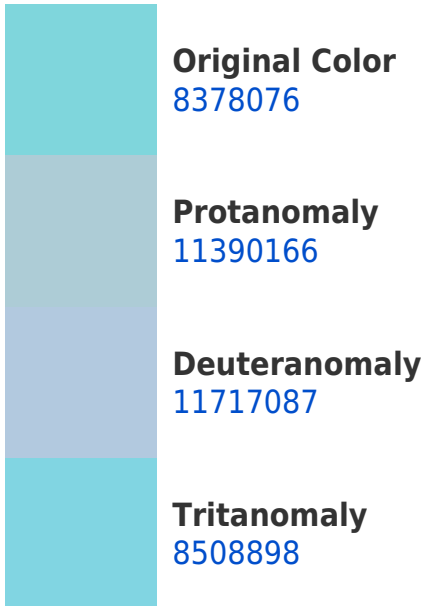 Original Color
8378076
Protanomaly
11390166
Deuteranomaly
11717087
Tritanomaly
8508898